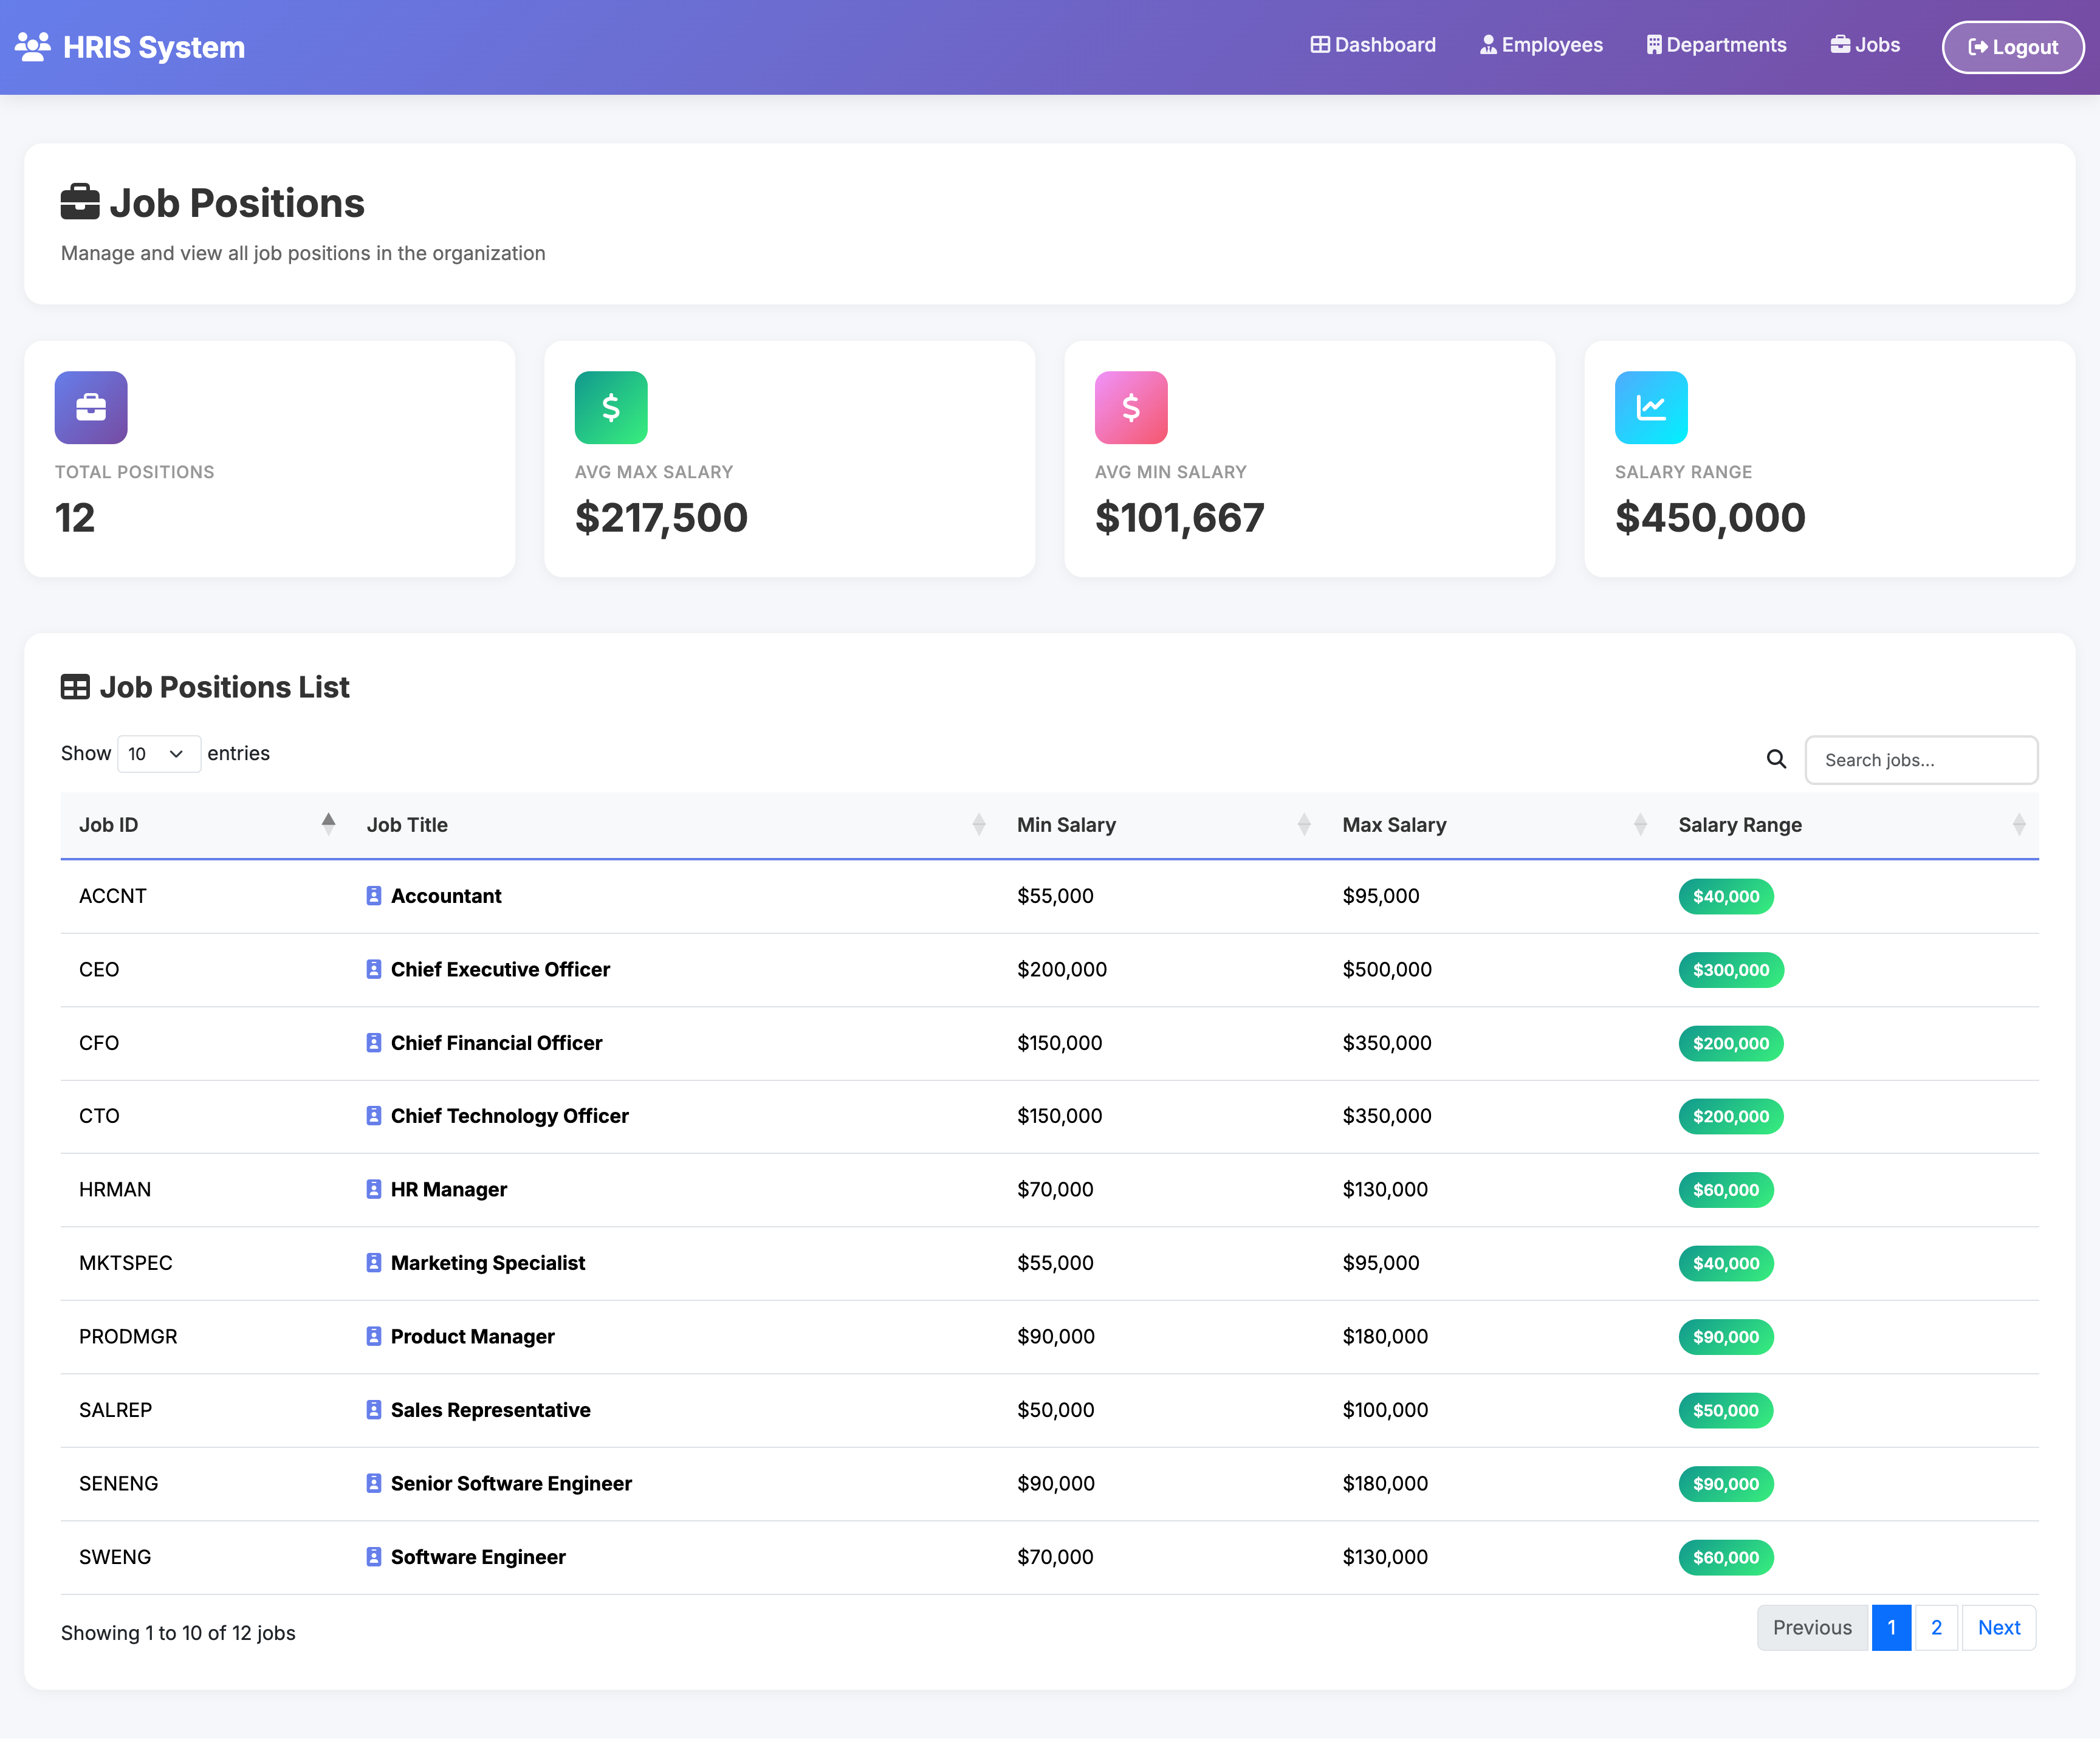 HRIS System
Dashboard Employees Departments Jobs Logout
Job Positions
Manage and view all job positions in the organization
TOTAL POSITIONS
12
AVG MAX SALARY
$217,500
AVG MIN SALARY
$101,667
SALARY RANGE
$450,000
Job Positions List
Show 10 entries
Search jobs...
Job ID Job Title Min Salary Max Salary Salary Range
ACCNT Accountant $55,000 $95,000 $40,000
CEO Chief Executive Officer $200,000 $500,000 $300,000
CFO Chief Financial Officer $150,000 $350,000 $200,000
CTO Chief Technology Officer $150,000 $350,000 $200,000
HRMAN HR Manager $70,000 $130,000 $60,000
MKTSPEC Marketing Specialist $55,000 $95,000 $40,000
PRODMGR Product Manager $90,000 $180,000 $90,000
SALREP Sales Representative $50,000 $100,000 $50,000
SENENG Senior Software Engineer $90,000 $180,000 $90,000
SWENG Software Engineer $70,000 $130,000 $60,000
Showing 1 to 10 of 12 jobs
Previous 1 2 Next